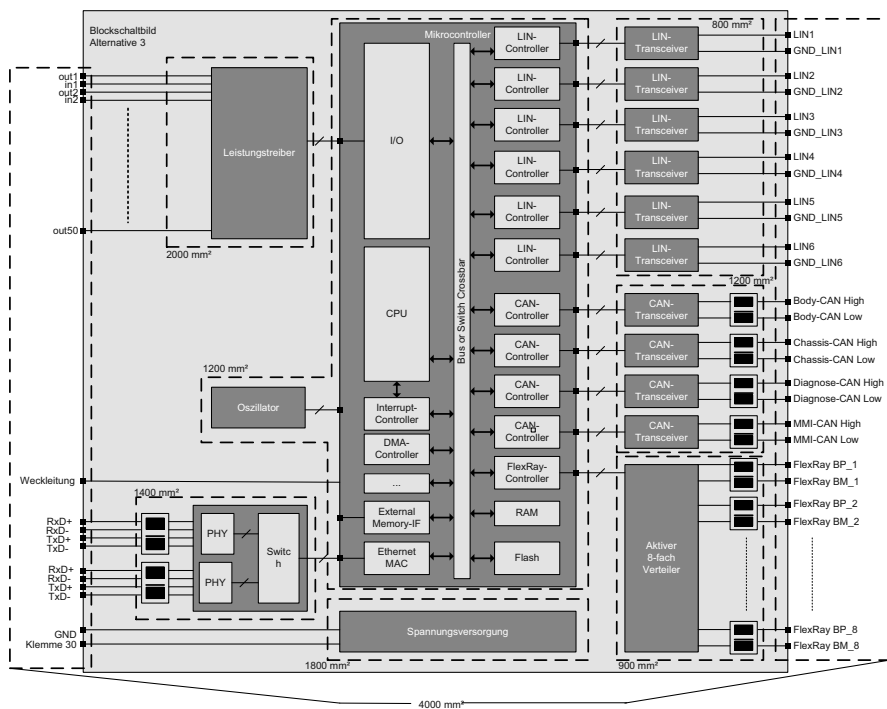 Blockschaltbild
Alternative 3
out1
in1
out2
in2
out50
Leistungstreiber
2000 mm²
Mikrocontroller
I/O
CPU
Interrupt-
Controller
DMA-
Controller
...
External
Memory-IF
Ethernet
MAC
Bus or Switch Crossbar
LIN-
Controller
LIN-
Controller
LIN-
Controller
LIN-
Controller
LIN-
Controller
LIN-
Controller
CAN-
Controller
CAN-
Controller
CAN-
Controller
CAN-
Controller
FlexRay-
Controller
RAM
Flash
800 mm²
LIN-
Transceiver
LIN-
Transceiver
LIN-
Transceiver
LIN-
Transceiver
LIN-
Transceiver
LIN-
Transceiver
LIN1
GND_LIN1
LIN2
GND_LIN2
LIN3
GND_LIN3
LIN4
GND_LIN4
LIN5
GND_LIN5
LIN6
GND_LIN6
1200 mm²
CAN-
Transceiver
CAN-
Transceiver
CAN-
Transceiver
CAN-
Transceiver
Body-CAN High
Body-CAN Low
Chassis-CAN High
Chassis-CAN Low
Diagnose-CAN High
Diagnose-CAN Low
MMI-CAN High
MMI-CAN Low
Aktiver
8-fach
Verteiler
FlexRay BP_1
FlexRay BM_1
FlexRay BP_2
FlexRay BM_2
FlexRay BP_8
FlexRay BM_8
900 mm²
1200 mm²
Oszillator
Weckleitung
1400 mm²
RxD+
RxD-
TxD+
TxD-
RxD+
RxD-
TxD+
TxD-
PHY
PHY
Switc
h
GND
Klemme 30
Spannungsversorgung
1800 mm²
4000 mm²